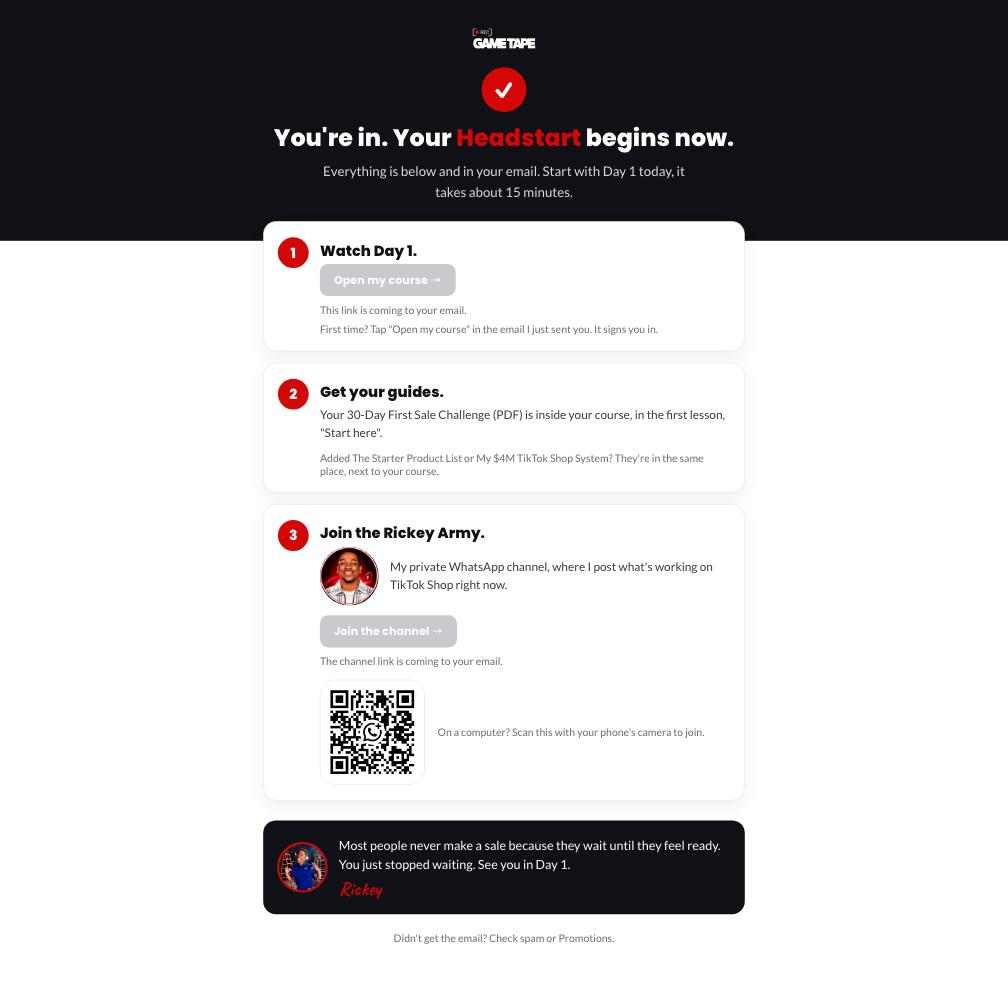 REC
GAME TAPE
You're in. Your Headstart begins now.
Everything is below and in your email. Start with Day 1 today, it
takes about 15 minutes.
1
Watch Day 1.
Open my course →
This link is coming to your email.
First time? Tap "Open my course" in the email I just sent you. It signs you in.
2
Get your guides.
Your 30-Day First Sale Challenge (PDF) is inside your course, in the first lesson,
"Start here".
Added The Starter Product List or My $4M TikTok Shop System? They're in the same
place, next to your course.
3
Join the Rickey Army.
My private WhatsApp channel, where I post what's working on
TikTok Shop right now.
Join the channel →
The channel link is coming to your email.
On a computer? Scan this with your phone's camera to join.
Most people never make a sale because they wait until they feel ready.
You just stopped waiting. See you in Day 1.
Rickey
Didn't get the email? Check spam or Promotions.